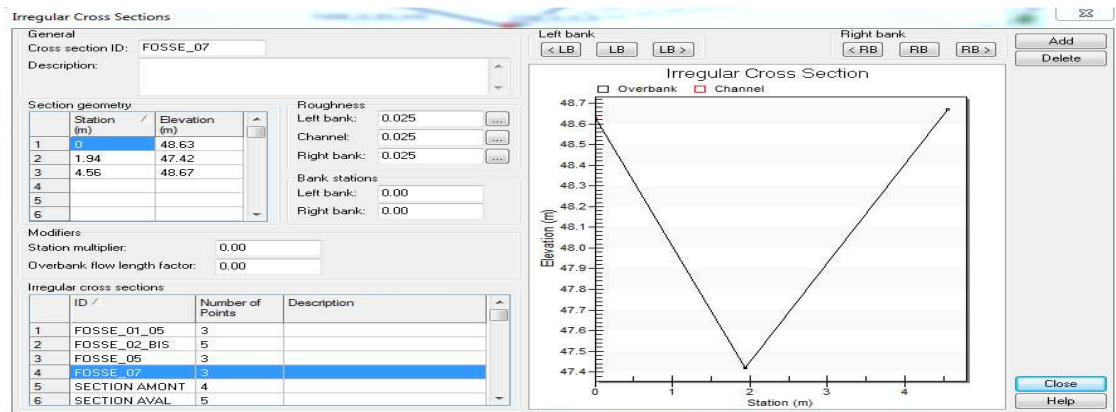 Irregular Cross Sections
General
Cross section ID: FOSSE_07
Description:
Section geometry
Station (m) / Elevation (m)
1 0 48.63
2 1.94 47.42
3 4.56 48.67
4
5
6
Roughness
Left bank: 0.025 ...
Channel: 0.025 ...
Right bank: 0.025 ...
Bank stations
Left bank: 0.00
Right bank: 0.00
Modifiers
Station multiplier: 0.00
Overbank flow length factor: 0.00
Irregular cross sections
ID / Number of Points Description
1 FOSSE_01_05 3
2 FOSSE_02_BIS 5
3 FOSSE_05 3
4 FOSSE_07 3
5 SECTION AMONT 4
6 SECTION AVAL 5
Left bank
< LB LB LB >
Right bank
< RB RB RB >
Irregular Cross Section
Overbank Channel
Elevation (m)
48.7
48.6
48.5
48.4
48.3
48.2
48.1
48.0
47.9
47.8
47.7
47.6
47.5
47.4
0 1 2 3 4
Station (m)
Add
Delete
Close
Help